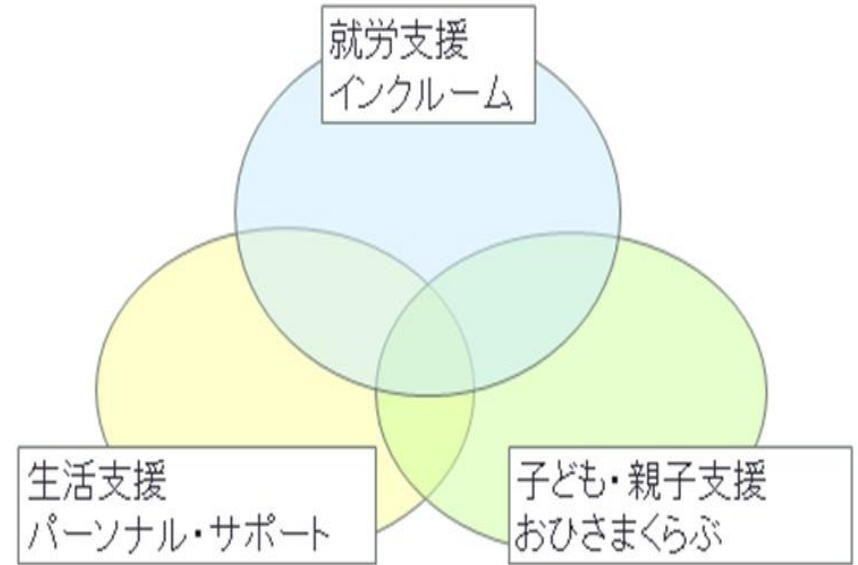 就労支援
インクルーム
生活支援
パーソナル・サポート
子ども・親子支援
おひさまくらぶ